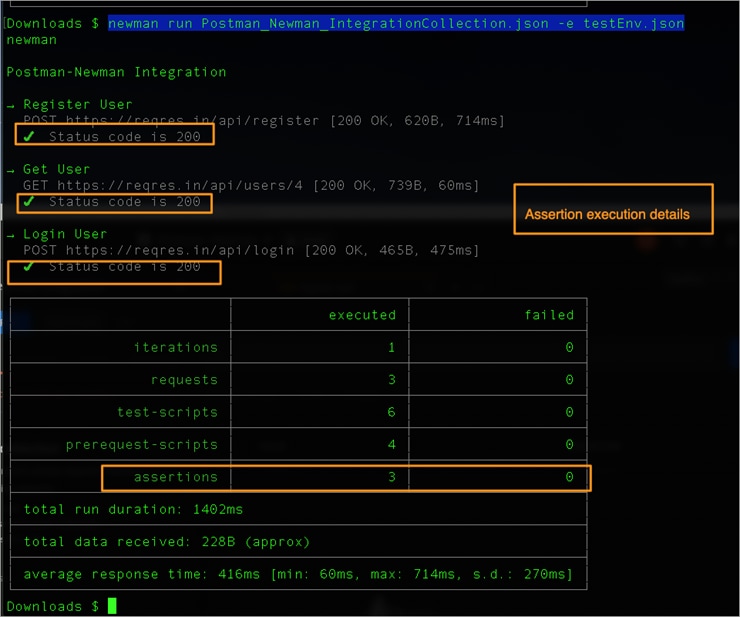 Downloads $ newman run Postman_Newman_IntegrationCollection.json -e testEnv.json
newman
Postman-Newman Integration
→ Register User
POST https://reqres.in/api/register [200 OK, 620B, 714ms]
✓ Status code is 200
→ Get User
GET https://reqres.in/api/users/4 [200 OK, 739B, 60ms]
✓ Status code is 200
Assertion execution details
→ Login User
POST https://reqres.in/api/login [200 OK, 465B, 475ms]
✓ Status code is 200
executed failed
iterations 1 0
requests 3 0
test-scripts 6 0
prerequest-scripts 4 0
assertions 3 0
total run duration: 1402ms
total data received: 228B (approx)
average response time: 416ms [min: 60ms, max: 714ms, s.d.: 270ms]
Downloads $